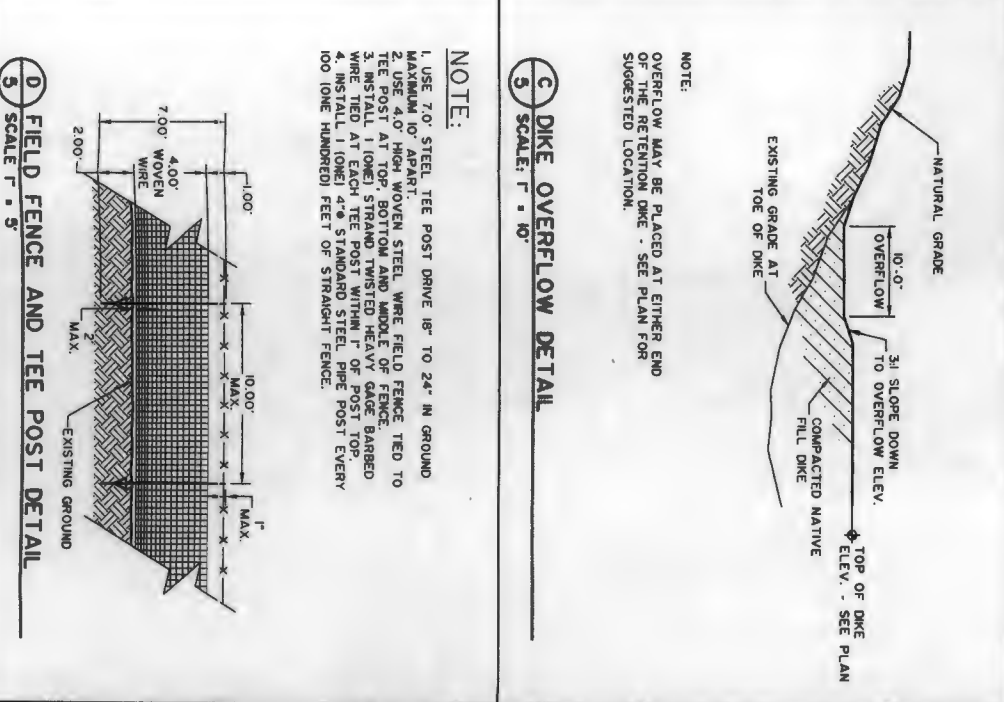 NATURAL GRADE
10'-0"
OVERFLOW
3:1 SLOPE DOWN
TO OVERFLOW ELEV.
TOP OF DIKE
ELEV. - SEE PLAN
COMPACTED NATIVE
FILL DIKE
EXISTING GRADE AT
TOE OF DIKE
NOTE:
OVERFLOW MAY BE PLACED AT EITHER END
OF THE RETENTION DIKE - SEE PLAN FOR
SUGGESTED LOCATION.
C DIKE OVERFLOW DETAIL
5 SCALE: 1" = 10'
NOTE:
1. USE 7.0' STEEL TEE POST DRIVE 18" TO 24" IN GROUND
MAXIMUM 10' APART.
2. USE 4.0' HIGH WOVEN STEEL WIRE FIELD FENCE TIED TO
TEE POST AT TOP, BOTTOM AND MIDDLE OF FENCE.
3. INSTALL 1 (ONE) STRAND TWISTED HEAVY GAGE BARBED
WIRE TIED AT EACH TEE POST WITHIN 1" OF POST TOP.
4. INSTALL 1 (ONE) 4"ø STANDARD STEEL PIPE POST EVERY
100 (ONE HUNDRED) FEET OF STRAIGHT FENCE.
1.00'
10.00'
MAX.
1"
MAX.
7.00'
4.00'
WOVEN
WIRE
2.00'
2"
MAX.
EXISTING GROUND
D FIELD FENCE AND TEE POST DETAIL
5 SCALE 1" = 5'